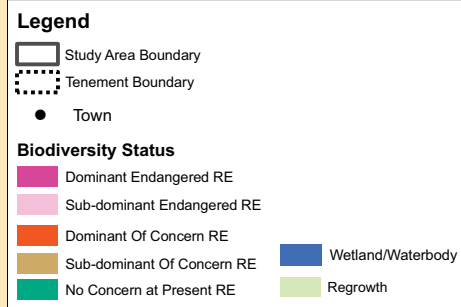 Legend
Study Area Boundary
Tenement Boundary
Town
Biodiversity Status
Dominant Endangered RE
Sub-dominant Endangered RE
Dominant Of Concern RE
Sub-dominant Of Concern RE
No Concern at Present RE
Wetland/Waterbody
Regrowth